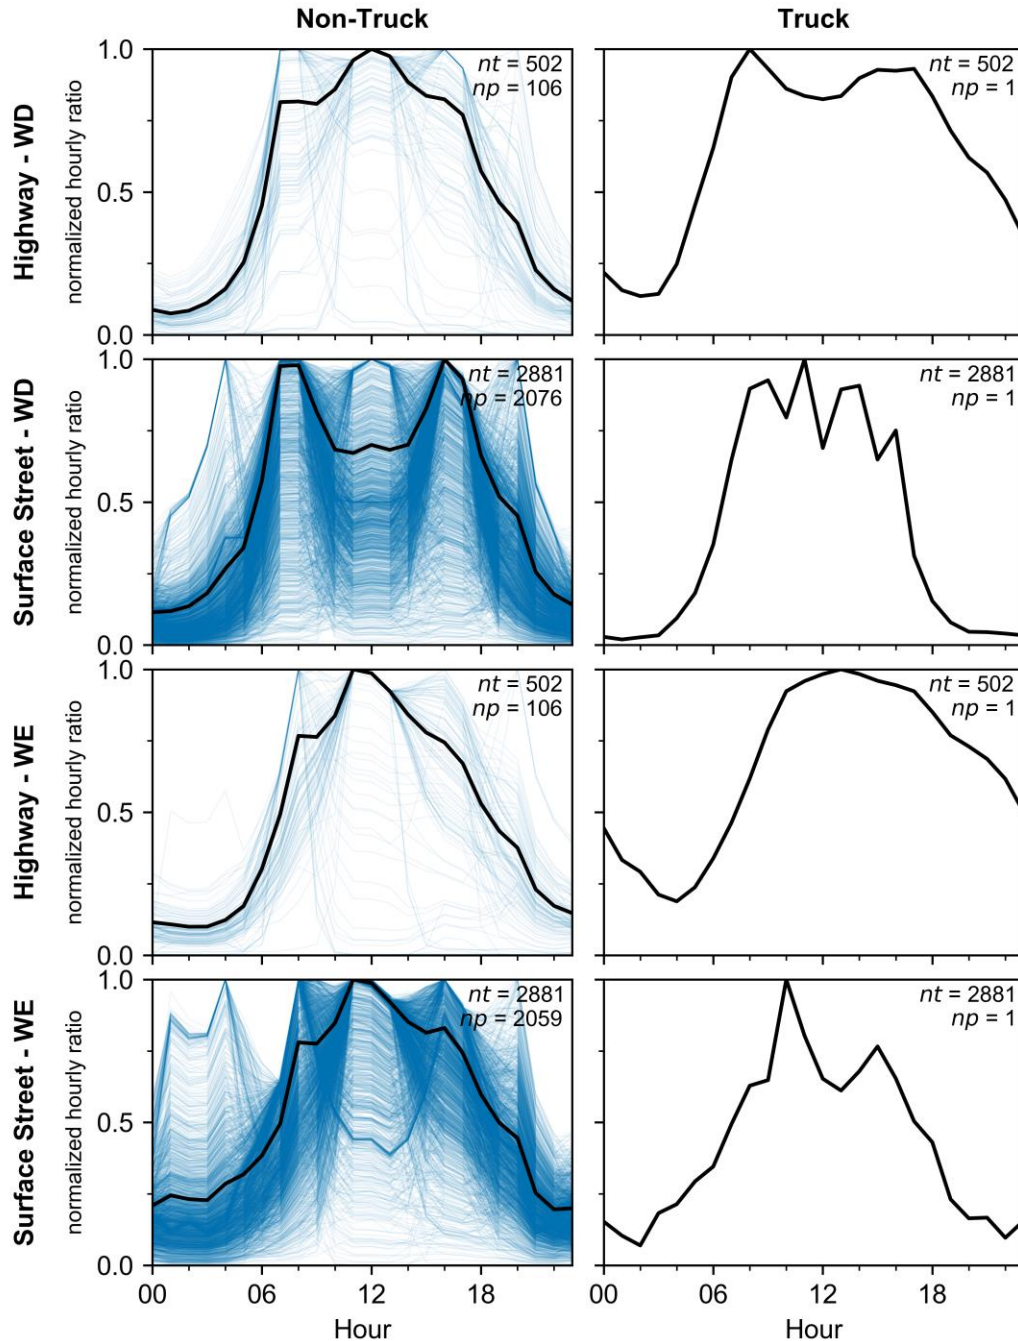 Non-Truck
Truck
Highway - WD
normalized hourly ratio
1.0
0.5
0.0
nt = 502
np = 106
nt = 502
np = 1
Surface Street - WD
normalized hourly ratio
1.0
0.5
0.0
nt = 2881
np = 2076
nt = 2881
np = 1
Highway - WE
normalized hourly ratio
1.0
0.5
0.0
nt = 502
np = 106
nt = 502
np = 1
Surface Street - WE
normalized hourly ratio
1.0
0.5
0.0
nt = 2881
np = 2059
nt = 2881
np = 1
00 06 12 18
00 06 12 18
Hour
Hour